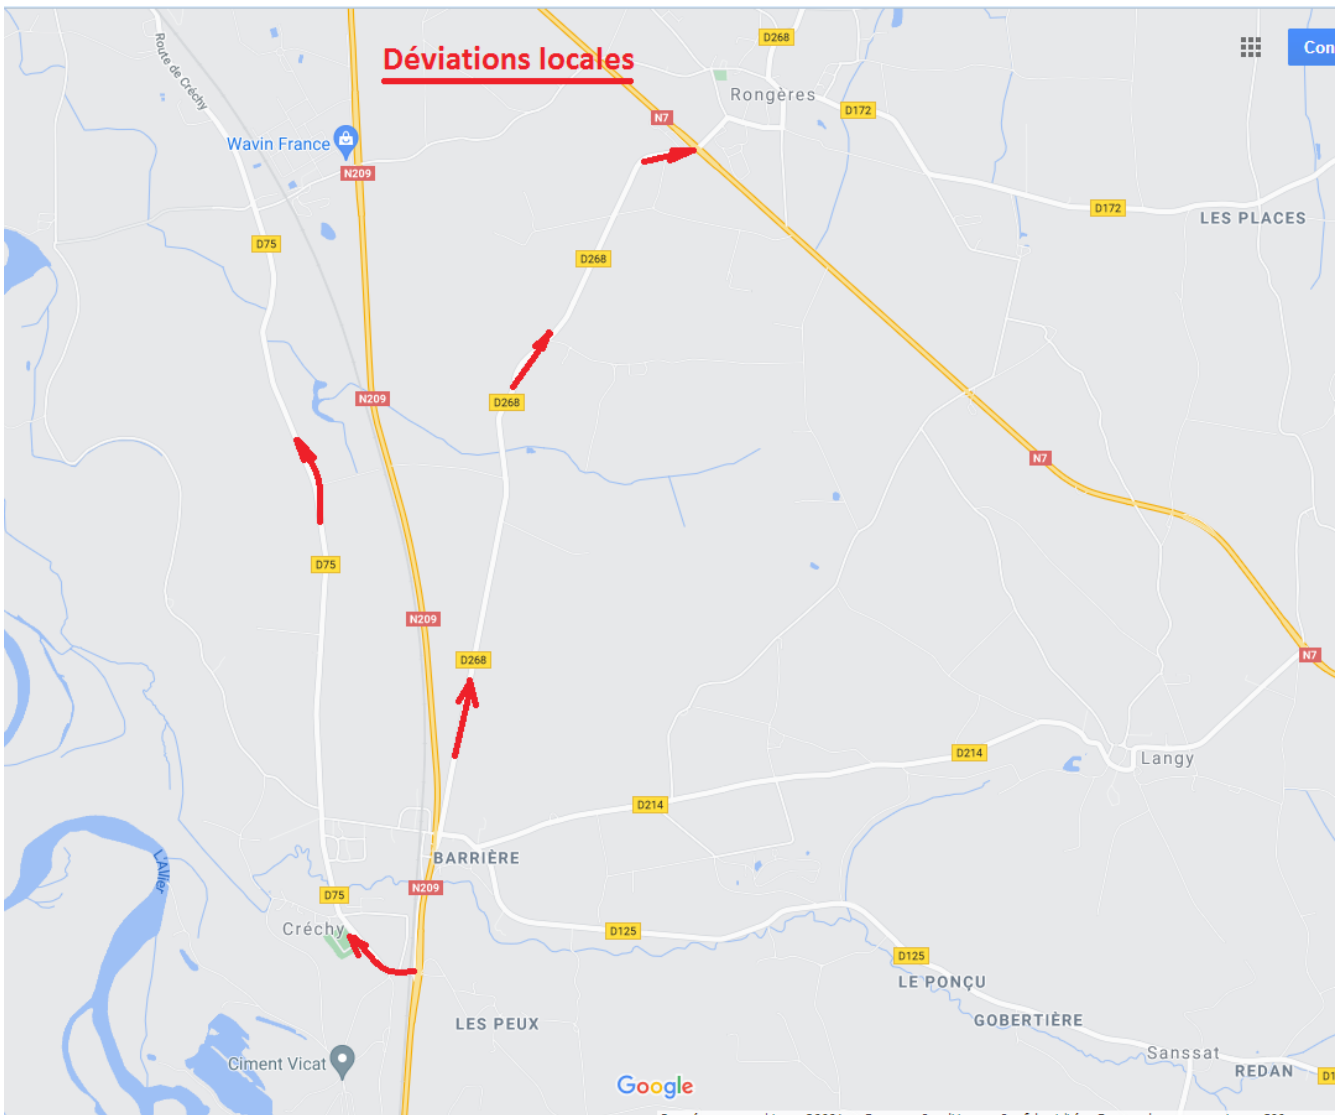 Déviations locales
D268
Con
Route de Créchy
Rongères
D172
N7
Wavin France
N209
D172
LES PLACES
D75
D268
N209
D268
N7
D75
N209
N7
D268
D214
Langy
D214
BARRIÈRE
N209
L'Allier
D75
Créchy
D125
D125
LE PONÇU
LES PEUX
GOBERTIÈRE
Sanssat
Ciment Vicat
REDAN
D1
Google